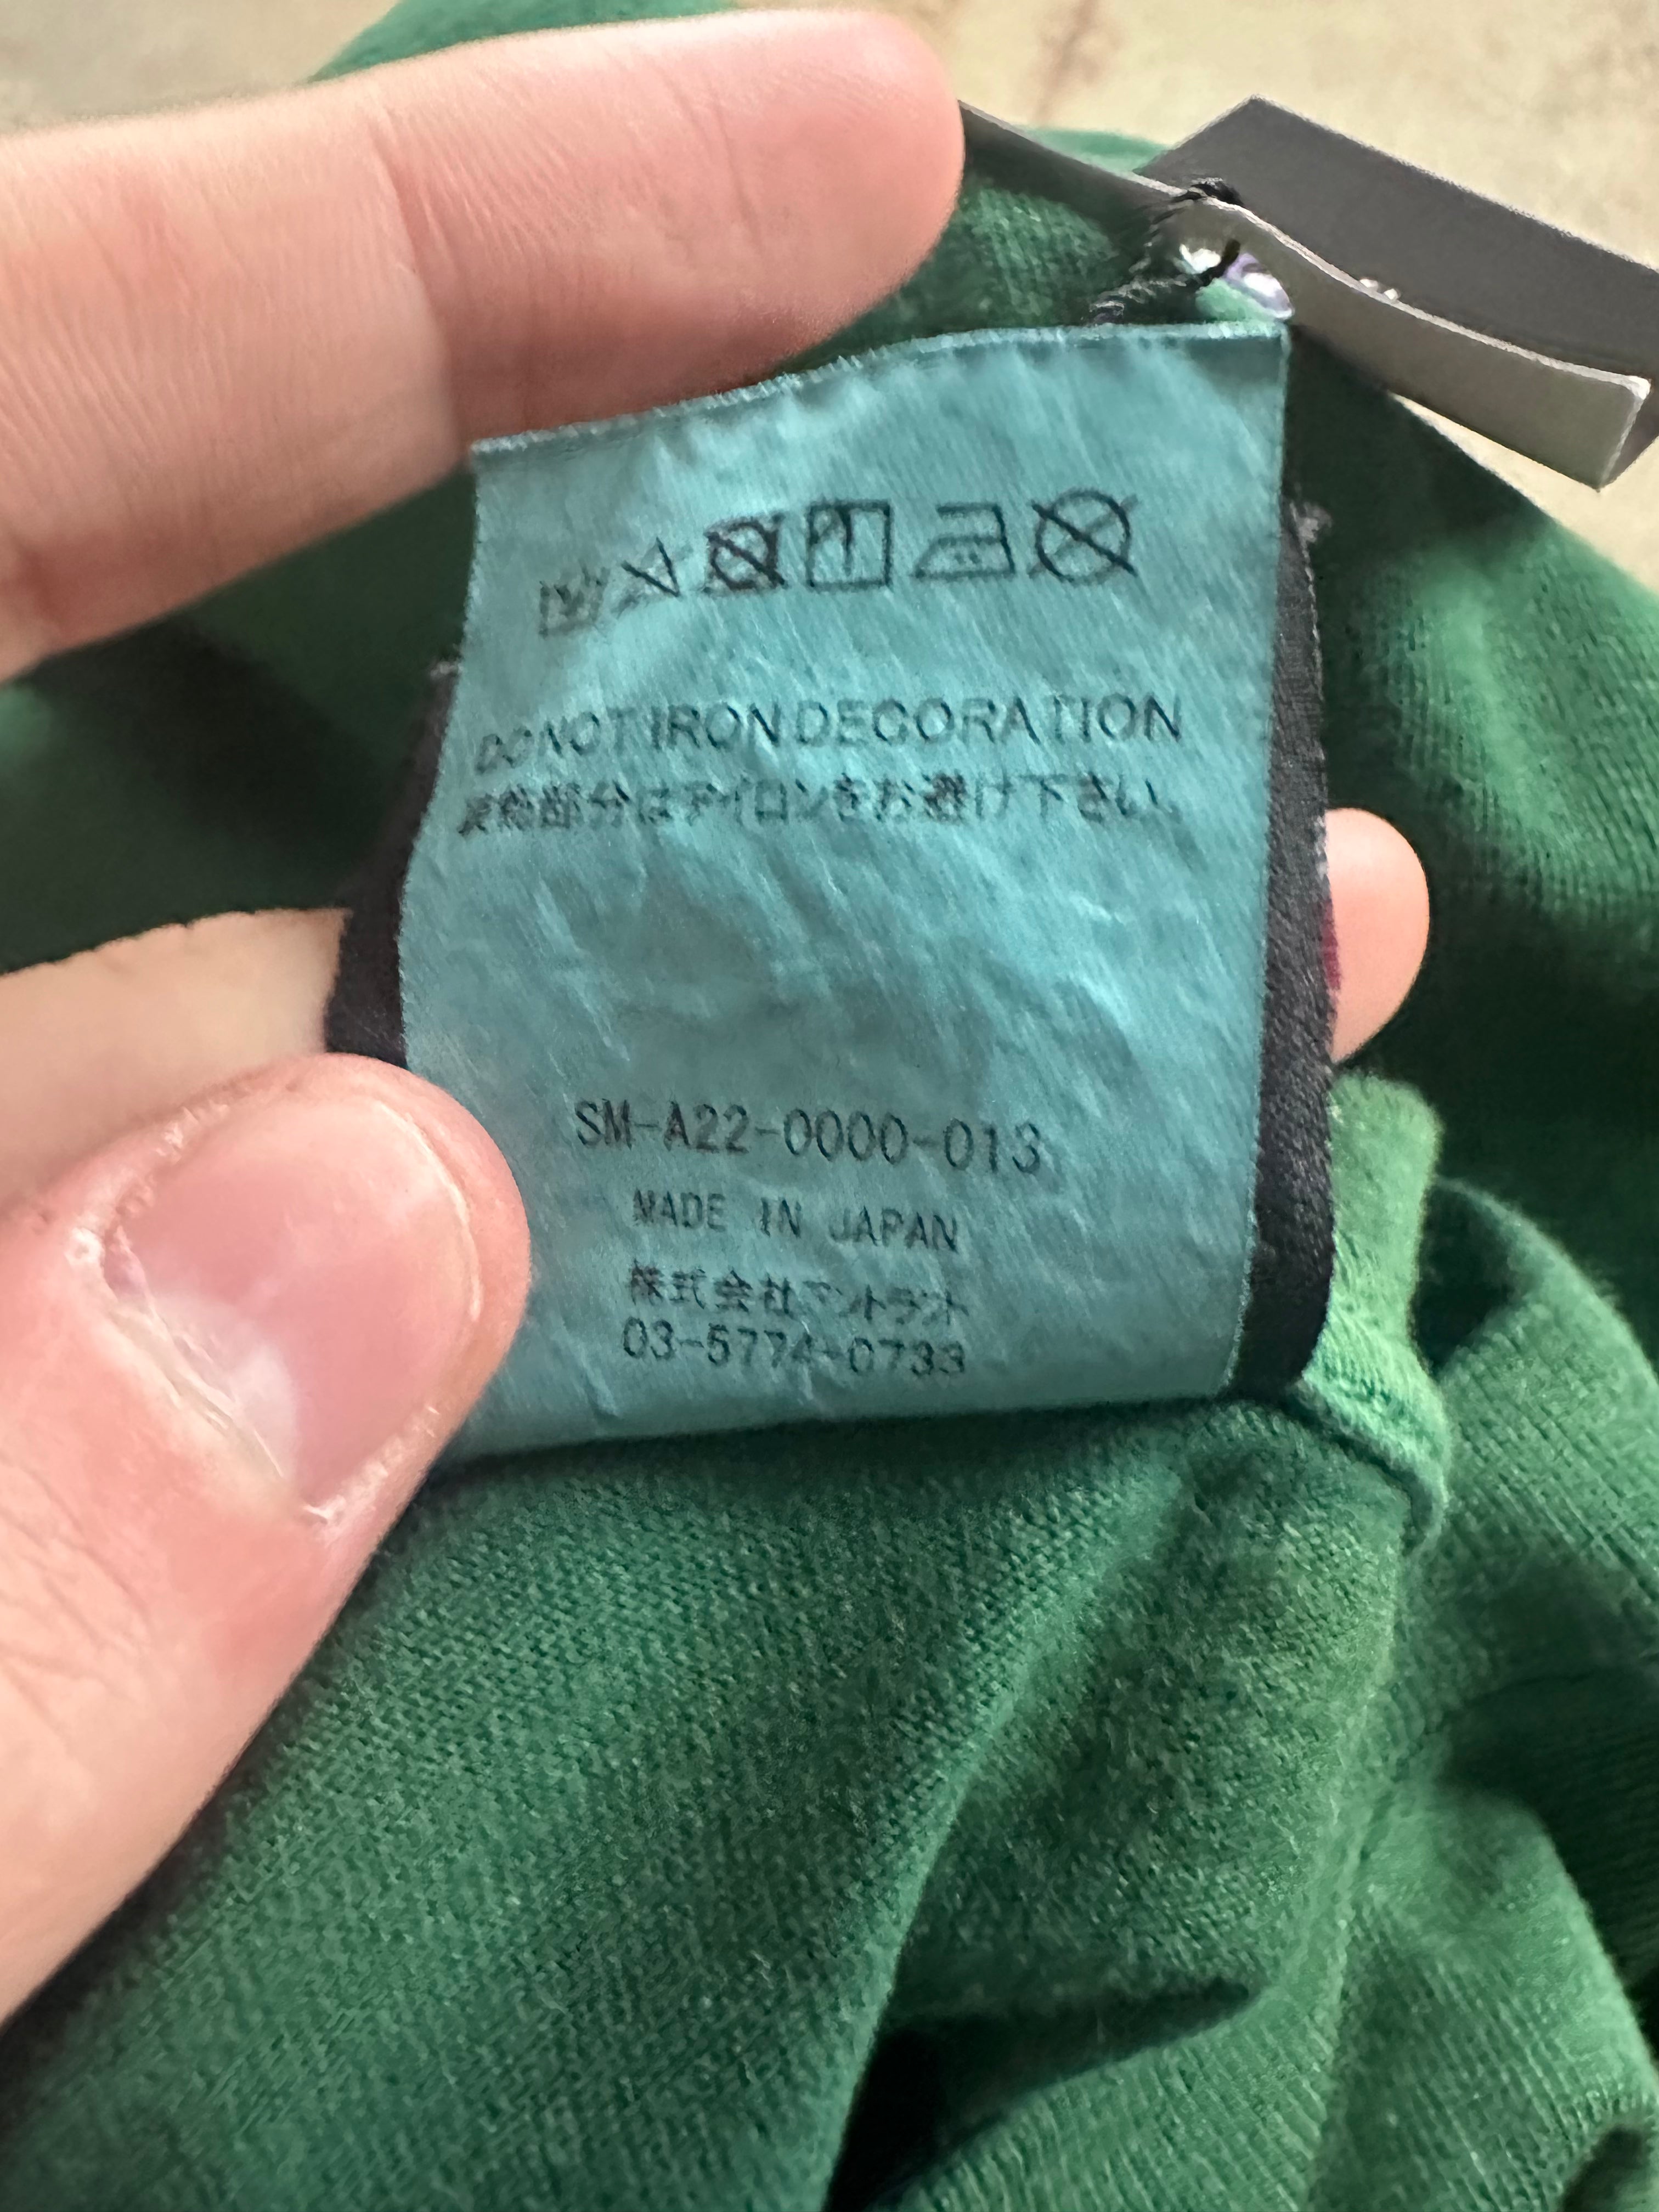 DO NOT IRON DECORATION
装飾部分はアイロンをお避け下さい。
SM-A22-0000-013
MADE IN JAPAN
株式会社アントラクト
03-5774-0733